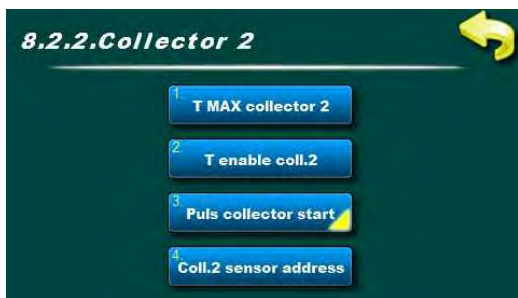 8.2.2.Collector 2
1.
T MAX collector 2
2.
T enable coll.2
3.
Puls collector start
4.
Coll.2 sensor address